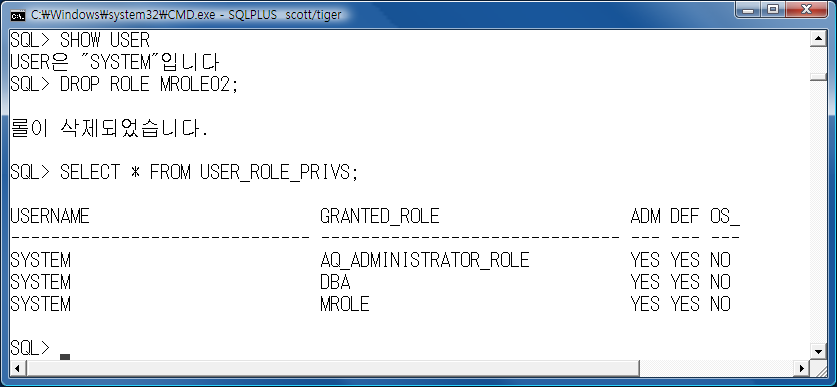 C:\Windows\system32\CMD.exe - SQLPLUS  scott/tiger
SQL> SHOW USER
USER은 "SYSTEM"입니다
SQL> DROP ROLE MROLE02;
롤이 삭제되었습니다.
SQL> SELECT * FROM USER_ROLE_PRIVS;
USERNAME                       GRANTED_ROLE                   ADM DEF OS_
------------------------------ ------------------------------ --- --- ---
SYSTEM                         AQ_ADMINISTRATOR_ROLE          YES YES NO
SYSTEM                         DBA                            YES YES NO
SYSTEM                         MROLE                          YES YES NO
SQL>